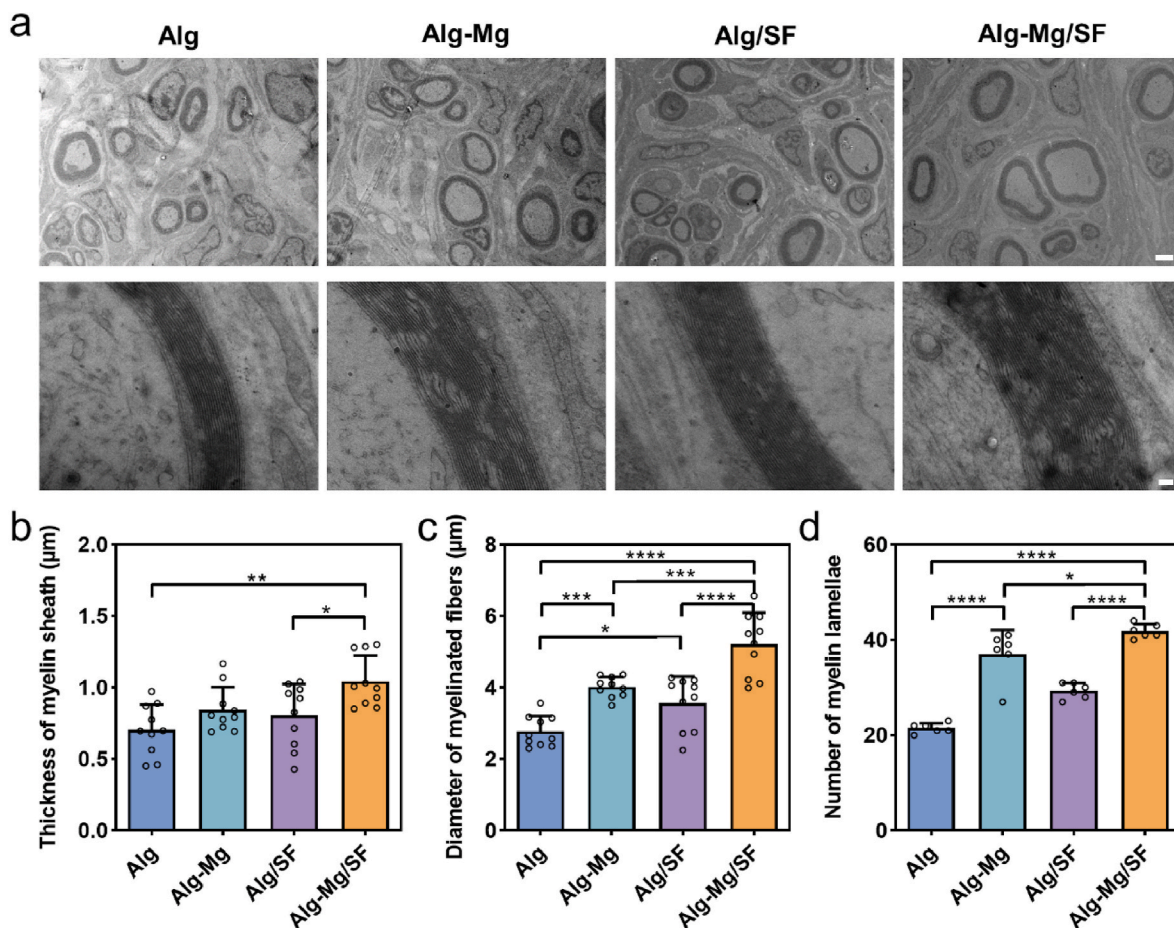 a
Alg Alg-Mg Alg/SF Alg-Mg/SF
b
Thickness of myelin sheath (μm)
2.0
1.5
1.0
0.5
0.0
**
*
Alg
Alg-Mg
Alg/SF
Alg-Mg/SF
c
Diameter of myelinated fibers (μm)
8
6
4
2
0
****
***
*** ****
*
Alg
Alg-Mg
Alg/SF
Alg-Mg/SF
d
Number of myelin lamellae
60
40
20
0
****
*
**** ****
Alg
Alg-Mg
Alg/SF
Alg-Mg/SF